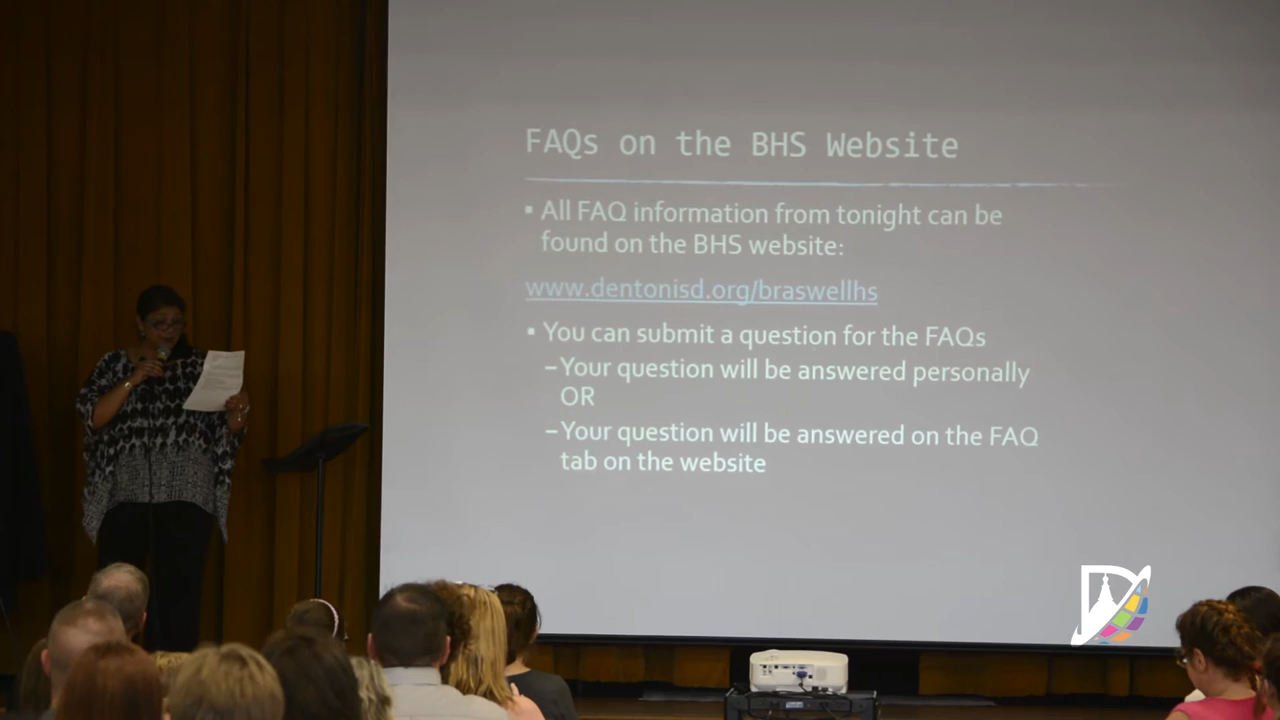 FAQs on the BHS Website
▪ All FAQ information from tonight can be
found on the BHS website:
www.dentonisd.org/braswellhs
▪ You can submit a question for the FAQs
–Your question will be answered personally
OR
–Your question will be answered on the FAQ
tab on the website